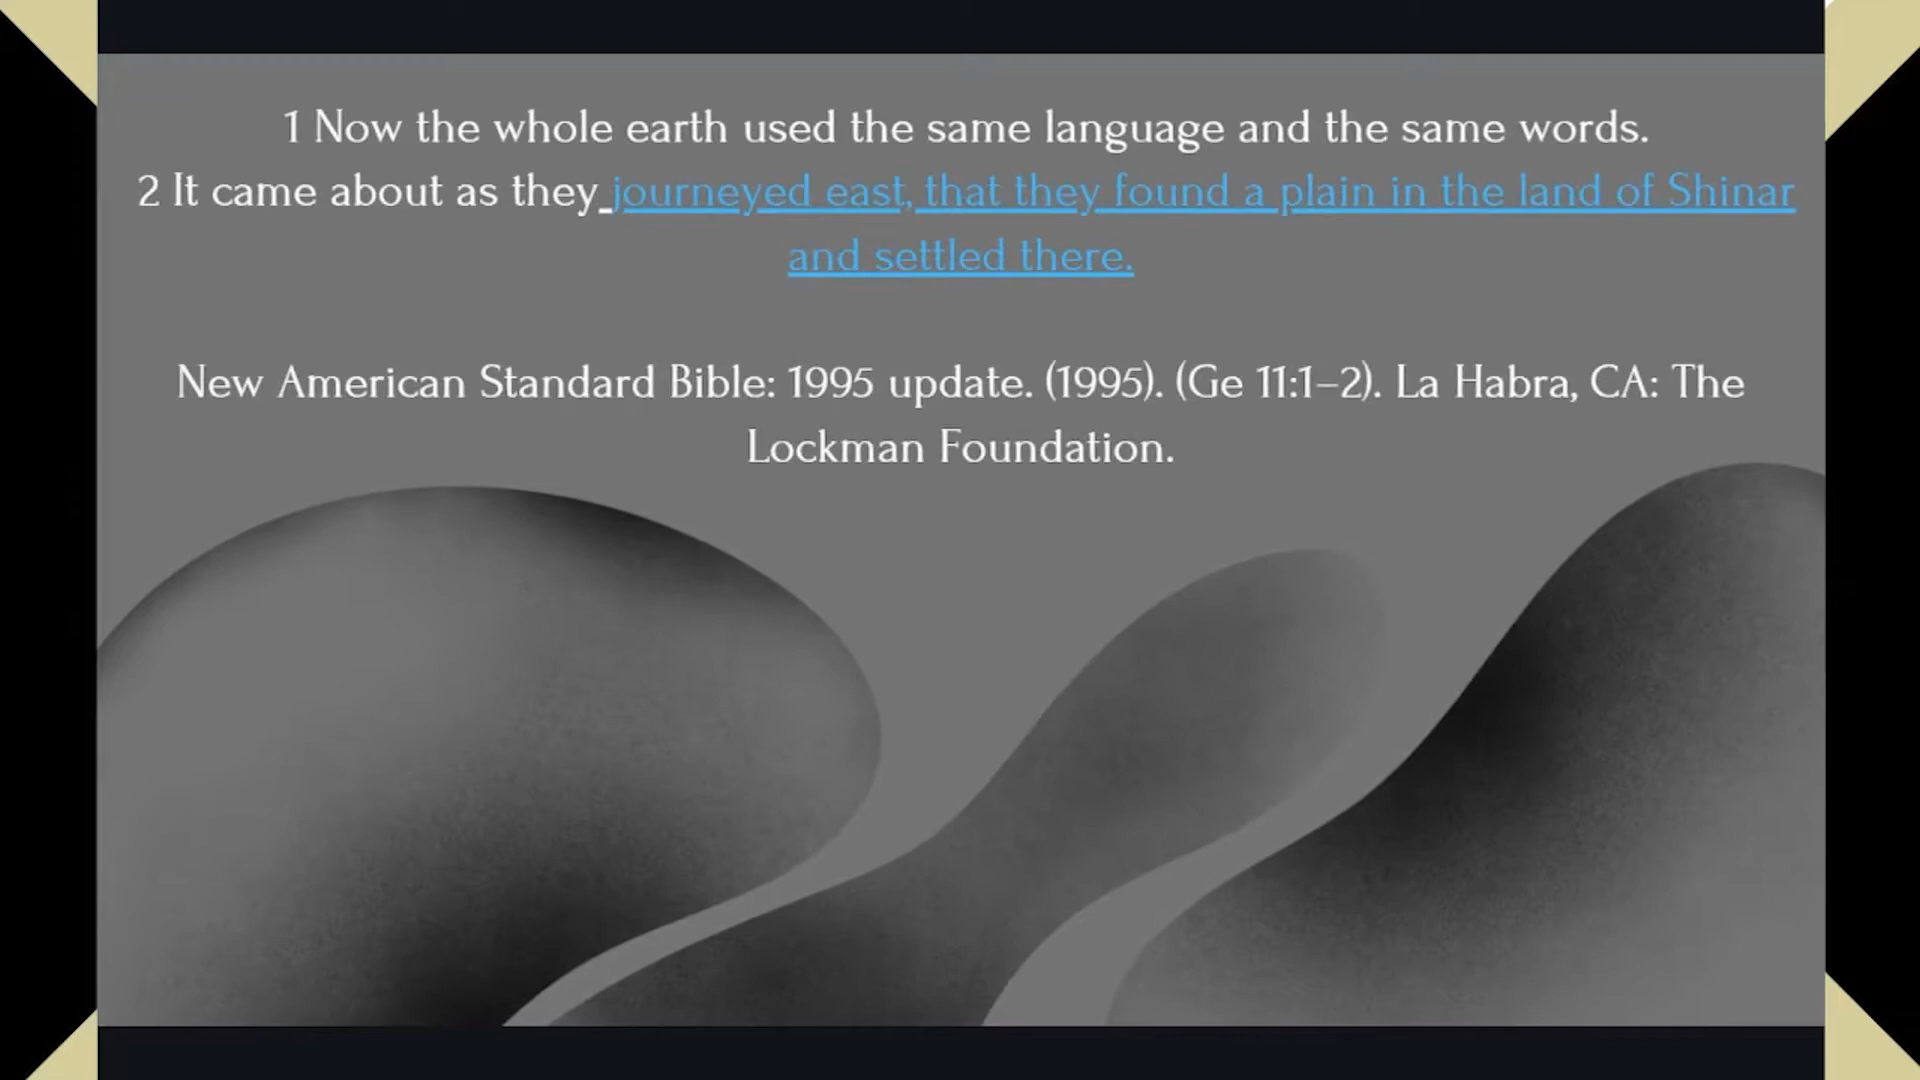 1 Now the whole earth used the same language and the same words.
2 It came about as they journeyed east, that they found a plain in the land of Shinar
and settled there.
New American Standard Bible: 1995 update. (1995). (Ge 11:1–2). La Habra, CA: The
Lockman Foundation.